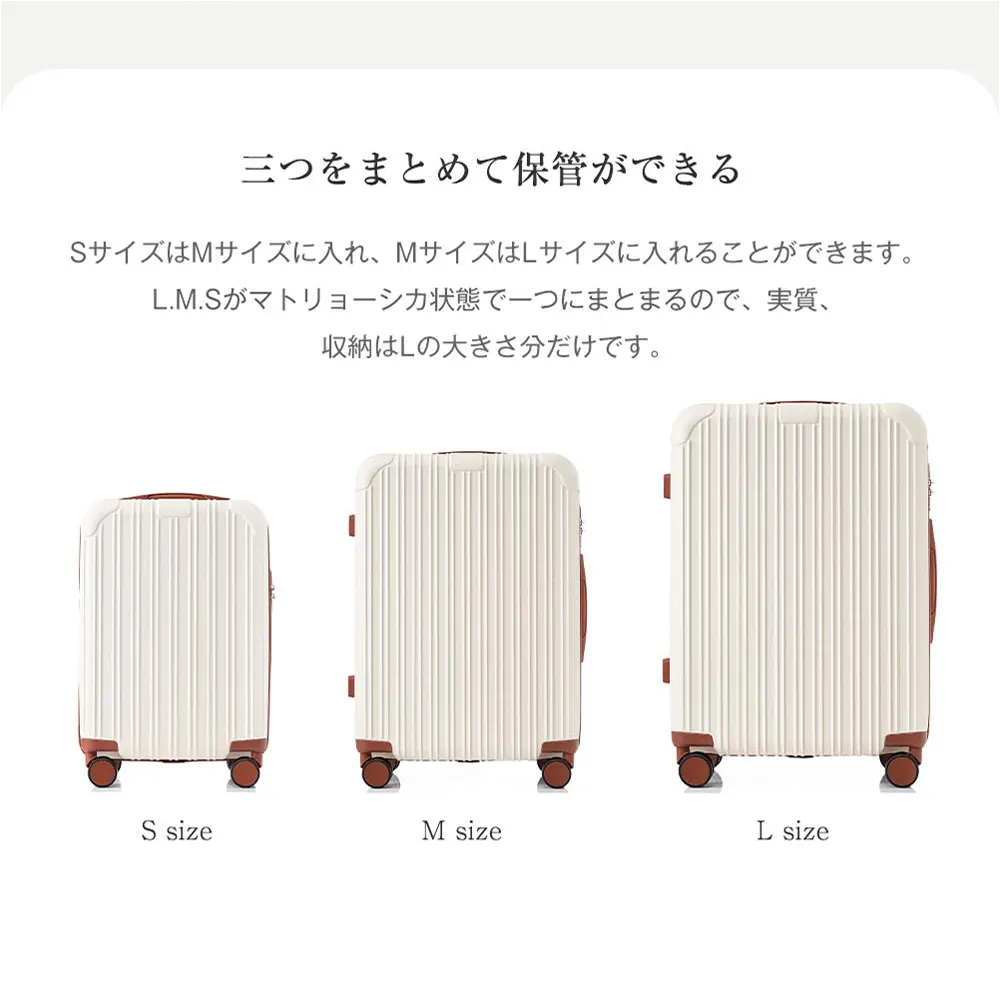 三つをまとめて保管ができる
SサイズはMサイズに入れ、MサイズはLサイズに入れることができます。
L.M.Sがマトリョーシカ状態で一つにまとまるので、実質、
収納はLの大きさ分だけです。
S size
M size
L size